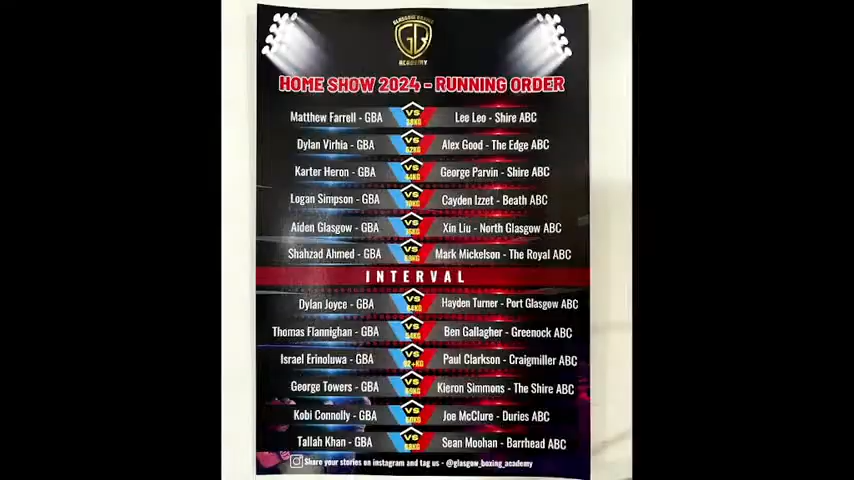 GLASGOW BOXING
GB
ACADEMY
HOME SHOW 2024 - RUNNING ORDER
Matthew Farrell - GBA VS Lee Leo - Shire ABC
Dylan Virhia - GBA VS Alex Good - The Edge ABC
Karter Heron - GBA VS George Parvin - Shire ABC
Logan Simpson - GBA VS Cayden Izzet - Beath ABC
Aiden Glasgow - GBA VS Xin Liu - North Glasgow ABC
Shahzad Ahmed - GBA VS Mark Mickelson - The Royal ABC
INTERVAL
Dylan Joyce - GBA VS Hayden Turner - Port Glasgow ABC
Thomas Flannighan - GBA VS Ben Gallagher - Greenock ABC
Israel Erinoluwa - GBA VS Paul Clarkson - Craigmiller ABC
George Towers - GBA VS Kieron Simmons - The Shire ABC
Kobi Connolly - GBA VS Joe McClure - Duries ABC
Tallah Khan - GBA VS Sean Moohan - Barrhead ABC
Share your stories on instagram and tag us - @glasgow_boxing_academy